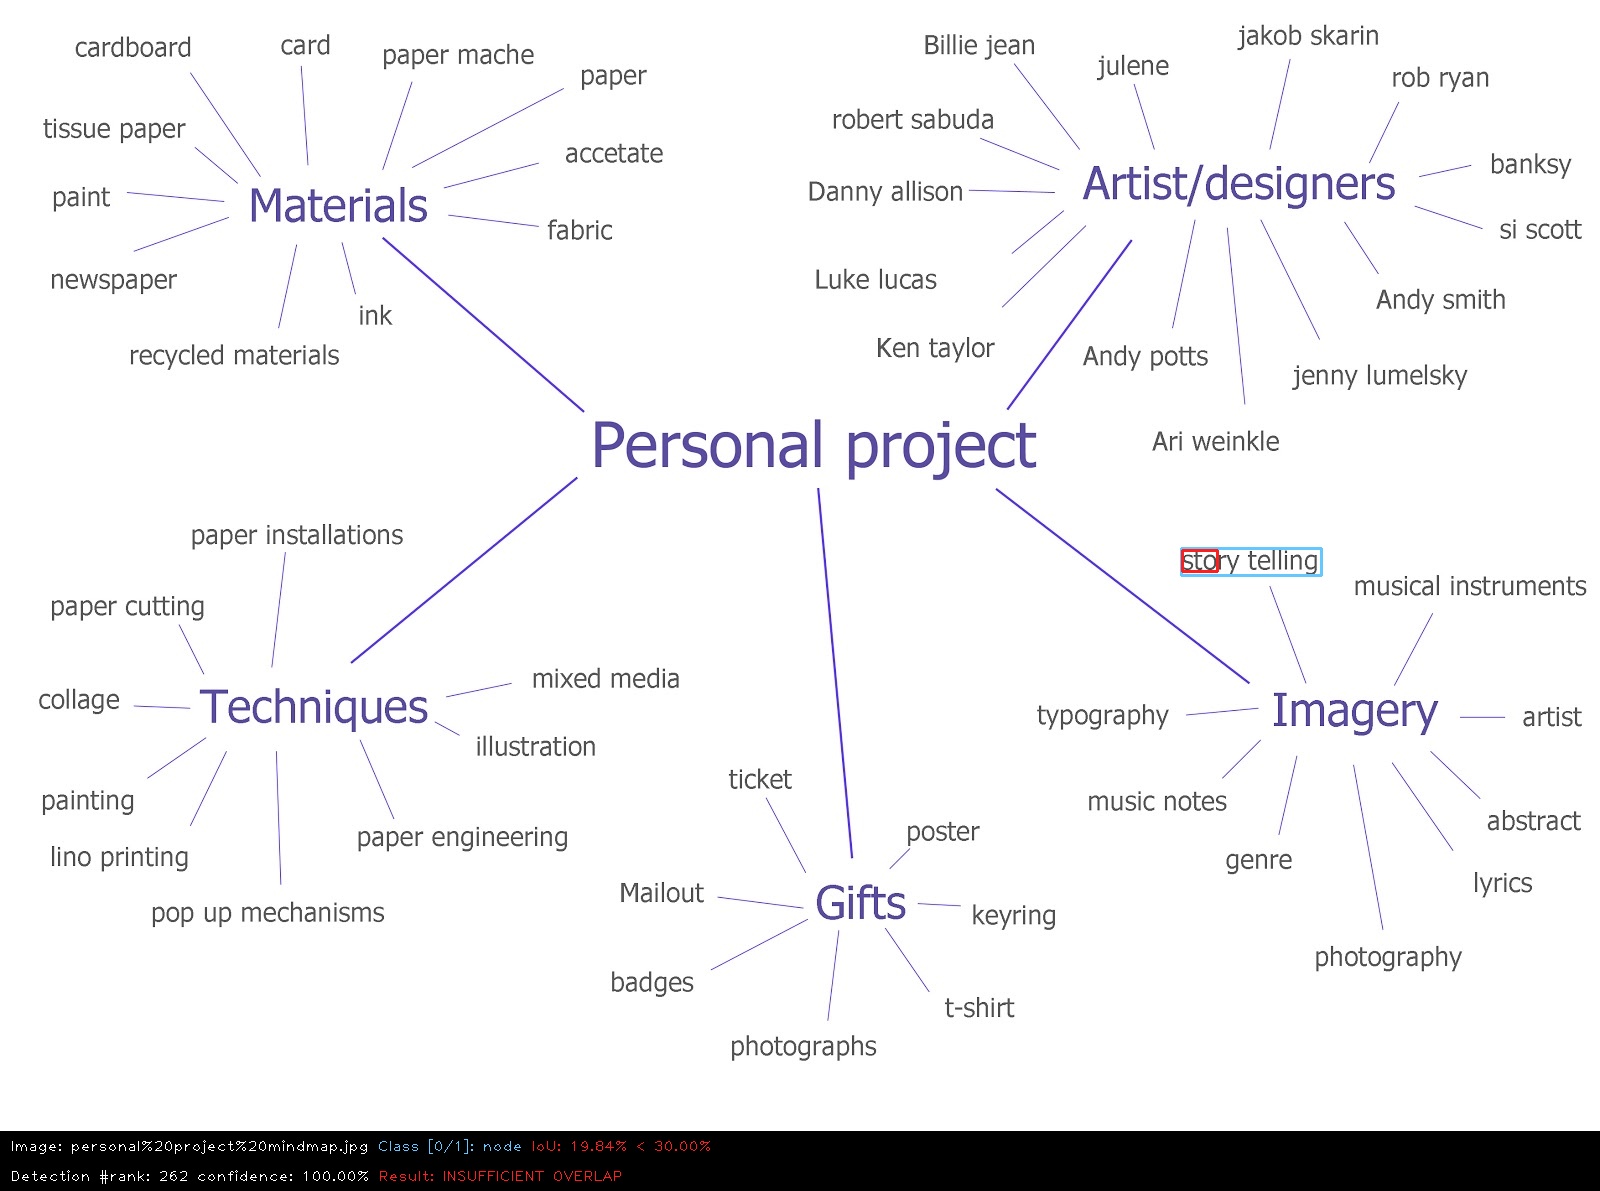 cardboard
card
paper mache
paper
tissue paper
accetate
paint
Materials
fabric
newspaper
ink
recycled materials
Billie jean
julene
jakob skarin
rob ryan
robert sabuda
banksy
Danny allison
Artist/designers
si scott
Luke lucas
Andy smith
Ken taylor
Andy potts
jenny lumelsky
Ari weinkle
Personal project
paper installations
paper cutting
collage
Techniques
mixed media
illustration
painting
lino printing
paper engineering
pop up mechanisms
ticket
poster
Mailout
Gifts
keyring
badges
t-shirt
photographs
story telling
musical instruments
typography
Imagery
artist
music notes
abstract
genre
lyrics
photography
Image: personal%20project%20mindmap.jpg Class [0/1]: node IoU: 19.84% < 30.00%
Detection #rank: 262 confidence: 100.00% Result: INSUFFICIENT OVERLAP